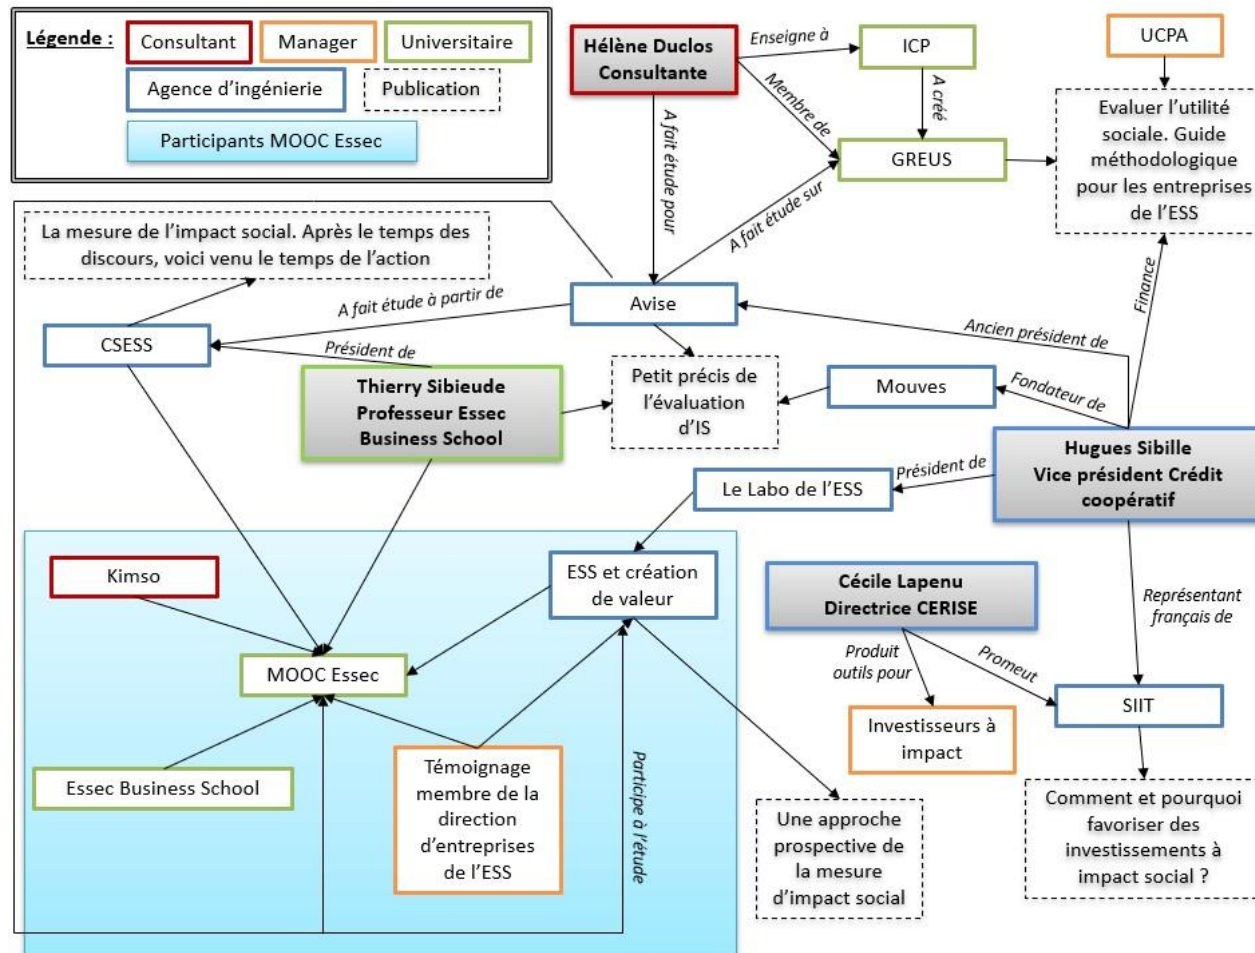 Légende :
Consultant
Manager
Universitaire
Agence d’ingénierie
Publication
Participants MOOC Essec
Hélène Duclos
Consultante
Enseigne à
ICP
UCPA
Membre de
A créé
A fait étude pour
GREUS
Evaluer l’utilité
sociale. Guide
méthodologique
pour les entreprises
de l’ESS
A fait étude sur
La mesure de l’impact social. Après le temps des
discours, voici venu le temps de l’action
A fait étude à partir de
Avise
Ancien président de
Finance
CSESS
Président de
Thierry Sibieude
Professeur Essec
Business School
Petit précis de
l’évaluation
d’IS
Mouves
Fondateur de
Hugues Sibille
Vice président Crédit
coopératif
Président de
Le Labo de l’ESS
Kimso
ESS et création
de valeur
Cécile Lapenu
Directrice CERISE
Représentant
français de
Produit
outils pour
Promeut
MOOC Essec
SIIT
Investisseurs à
impact
Essec Business School
Témoignage
membre de la
direction
d’entreprises
de l’ESS
Participe à l’étude
Une approche
prospective de
la mesure
d’impact social
Comment et pourquoi
favoriser des
investissements à
impact social ?